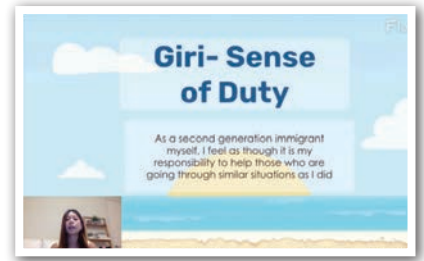 Giri- Sense
of Duty
As a second generation immigrant
myself, I feel as though it is my
responsibility to help those who are
going through similar situations as I did